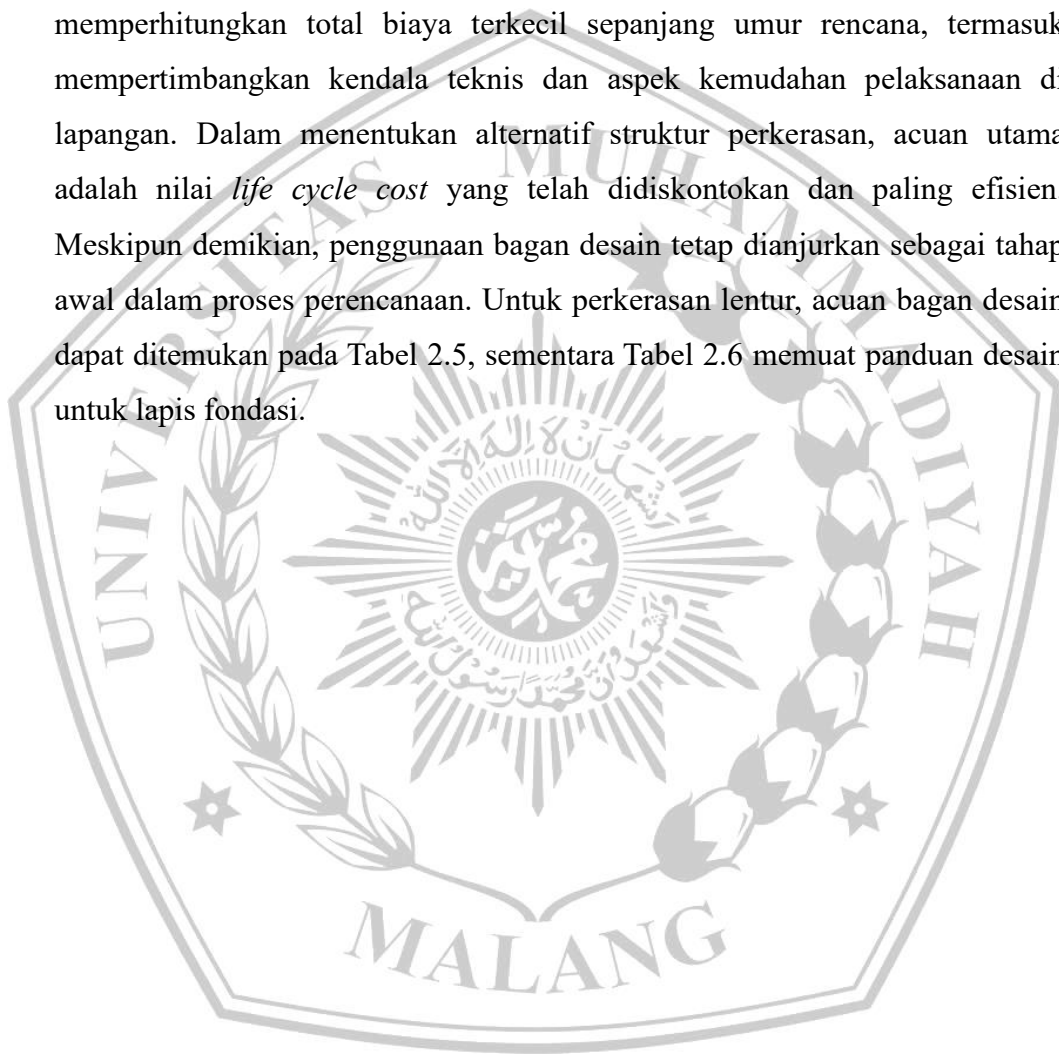 memperhitungkan total biaya terkecil sepanjang umur rencana, termasuk
mempertimbangkan kendala teknis dan aspek kemudahan pelaksanaan di
lapangan. Dalam menentukan alternatif struktur perkerasan, acuan utama
adalah nilai life cycle cost yang telah didiskontokan dan paling efisien.
Meskipun demikian, penggunaan bagan desain tetap dianjurkan sebagai tahap
awal dalam proses perencanaan. Untuk perkerasan lentur, acuan bagan desain
dapat ditemukan pada Tabel 2.5, sementara Tabel 2.6 memuat panduan desain
untuk lapis fondasi.
UNIVERSITAS MUHAMMADIYAH
MALANG